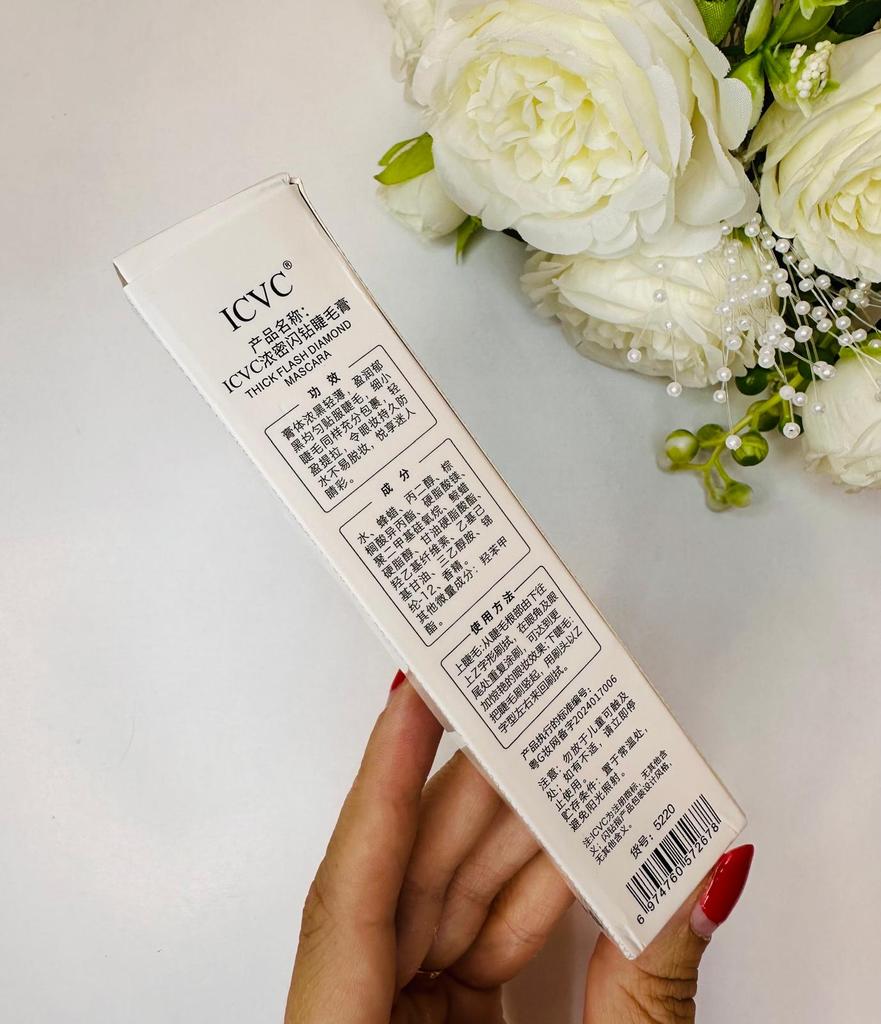 ICVC®
产品名称：
ICVC浓密闪钻睫毛膏
THICK FLASH DIAMOND
MASCARA
功 效
膏体浓黑轻薄，盈润郁
黑均匀贴服睫毛，细小
睫毛同样充分包裹，轻
盈提拉，令眼妆持久防
水不易脱妆，悦享迷人
睛彩。
成 分
水、蜂蜡、丙二醇、棕
榈酸异丙酯、硬脂酸镁、
聚二甲基硅氧烷、鲸蜡
硬脂醇、甘油硬脂酸酯、
羟乙基纤维素、乙基己
基甘油、三乙醇胺、锦
纶-12、香精。
其他微量成分：羟苯甲
酯。
使用方法
上睫毛:从睫毛根部由下往
上Z字形刷拭，在眼角及眼
尾处重复涂刷，可达到更
加惊艳的眼妆效果;下睫毛:
把睫毛刷竖起，用刷头以Z
字型左右来回刷拭。
产品执行的标准编号：
粤G妆网备字2024017006
注意：勿放于儿童可触及
处；如有不适，请立即停
止使用。
贮存条件：置于常温处，
避免阳光照射。
注:ICVC为注册商标，无其他含
义；闪钻指产品包装设计风格，
无其他含义。
货号：5220
6 974760 572678